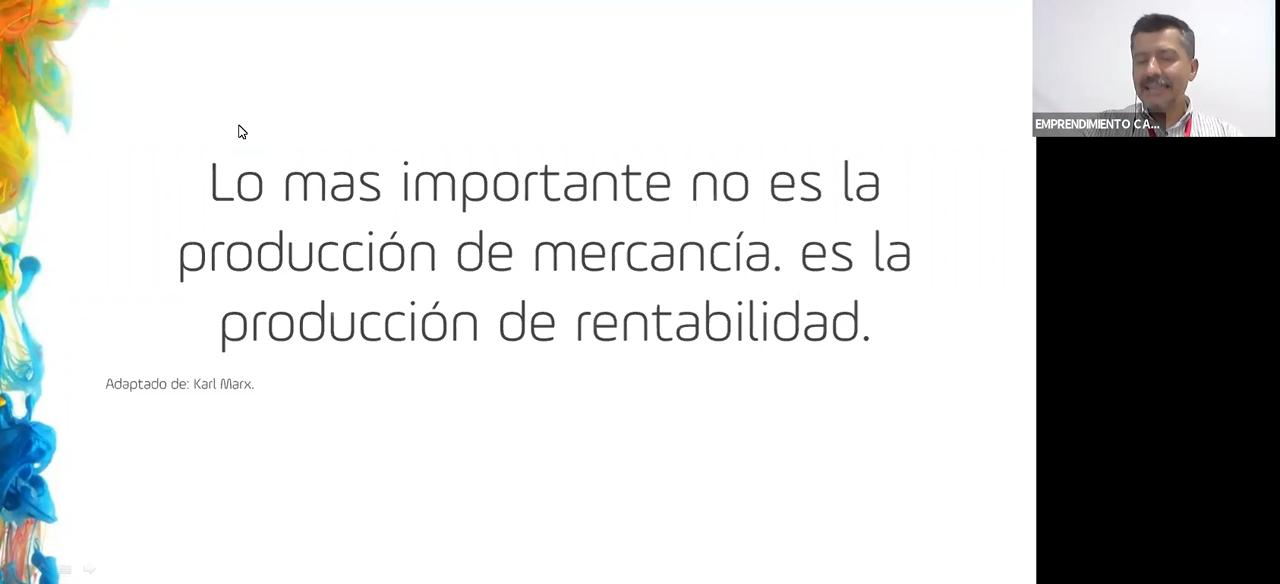 Lo mas importante no es la
producción de mercancía. es la
producción de rentabilidad.
Adaptado de: Karl Marx.
EMPRENDIMIENTO C A...